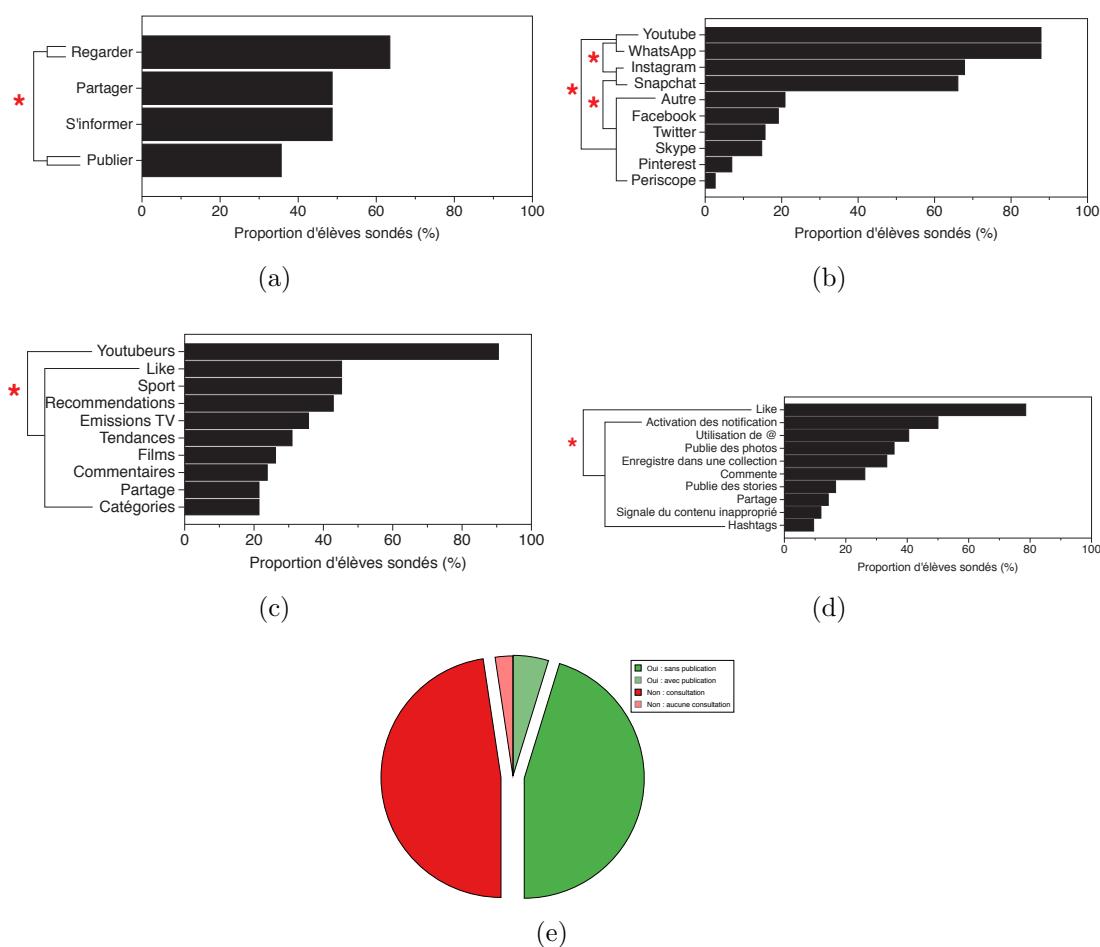 Regarder
Partager
S'informer
Publier
*
0 20 40 60 80 100
Proportion d'élèves sondés (%)
(a)
Youtube
WhatsApp
Instagram
Snapchat
Autre
Facebook
Twitter
Skype
Pinterest
Periscope
*
*
*
0 20 40 60 80 100
Proportion d'élèves sondés (%)
(b)
Youtubeurs
Like
Sport
Recommendations
Emissions TV
Tendances
Films
Commentaires
Partage
Catégories
*
0 20 40 60 80 100
Proportion d'élèves sondés (%)
(c)
Like
Activation des notification
Utilisation de @
Publie des photos
Enregistre dans une collection
Commente
Publie des stories
Partage
Signale du contenu inapproprié
Hashtags
*
0 20 40 60 80 100
Proportion d'élèves sondés (%)
(d)
Oui : sans publication
Oui : avec publication
Non : consultation
Non : aucune consultation
(e)